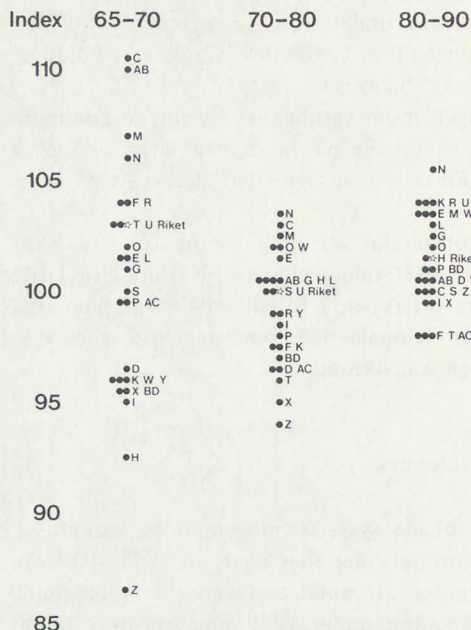 Index 65–70 70–80 80–90
110
C
AB
M
N
105
F R
T U Riket
O
E L
G
100
S
P AC
D
K W Y
X BD
95
I
H
90
Z
85
N
C
M
O W
E
AB G H L
S U Riket
R Y
I
P
F K
BD
D AC
T
X
Z
N
K R U
E M W
L
G
O
H Riket
P BD
AB D
C S Z
I X
F T AC